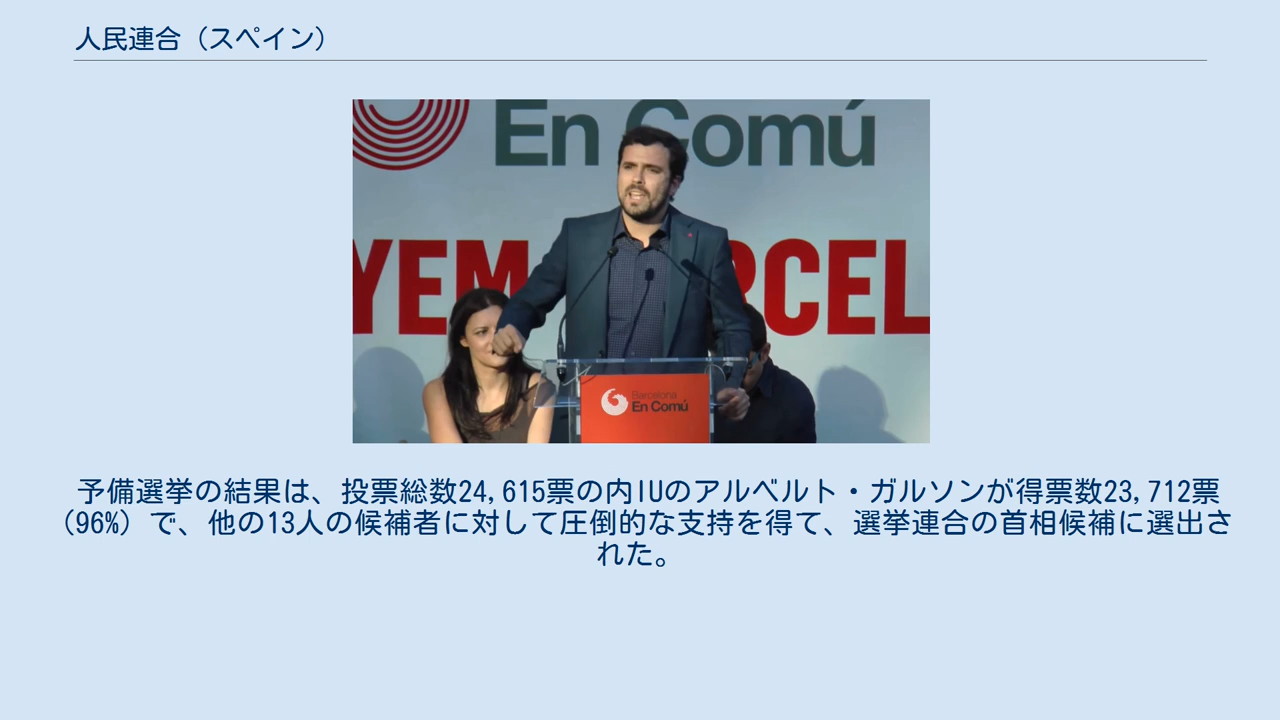 人民連合（スペイン）
En Comú
YEM RCEL
Barcelona
En Comú
予備選挙の結果は、投票総数24,615票の内IUのアルベルト・ガルソンが得票数23,712票
（96%）で、他の13人の候補者に対して圧倒的な支持を得て、選挙連合の首相候補に選出さ
れた。